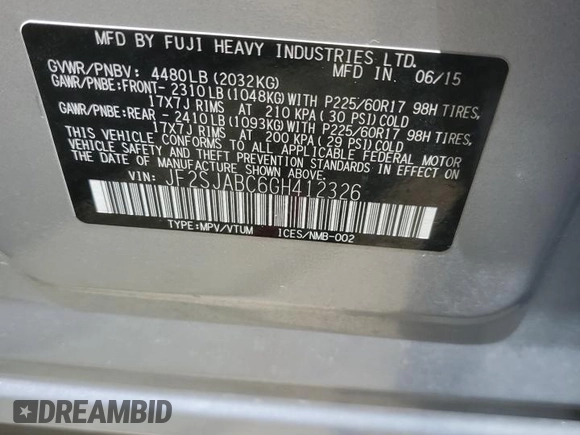 MFD BY FUJI HEAVY INDUSTRIES LTD.
GVWR/PNBV: 4480LB(2032KG) MFD IN. 06/15
GAWR/PNBE:FRONT- 2310LB(1048KG)WITH P225/60R17 98H TIRES,
17X7J RIMS AT 210 KPA(30 PSI)COLD
GAWR/PNBE:REAR - 2410LB(1093KG)WITH P225/60R17 98H TIRES,
17X7J RIMS AT 200 KPA(29 PSI)COLD
THIS VEHICLE CONFORMS TO ALL APPLICABLE FEDERAL MOTOR
VEHICLE SAFETY AND BUMPER STANDARDS IN EFFECT ON
THE DATE OF MANUFACTURE SHOWN ABOVE.
VIN: JF2SJABC6GH412326
TYPE:MPV/VTUM ICES/NMB-002
DREAMBID